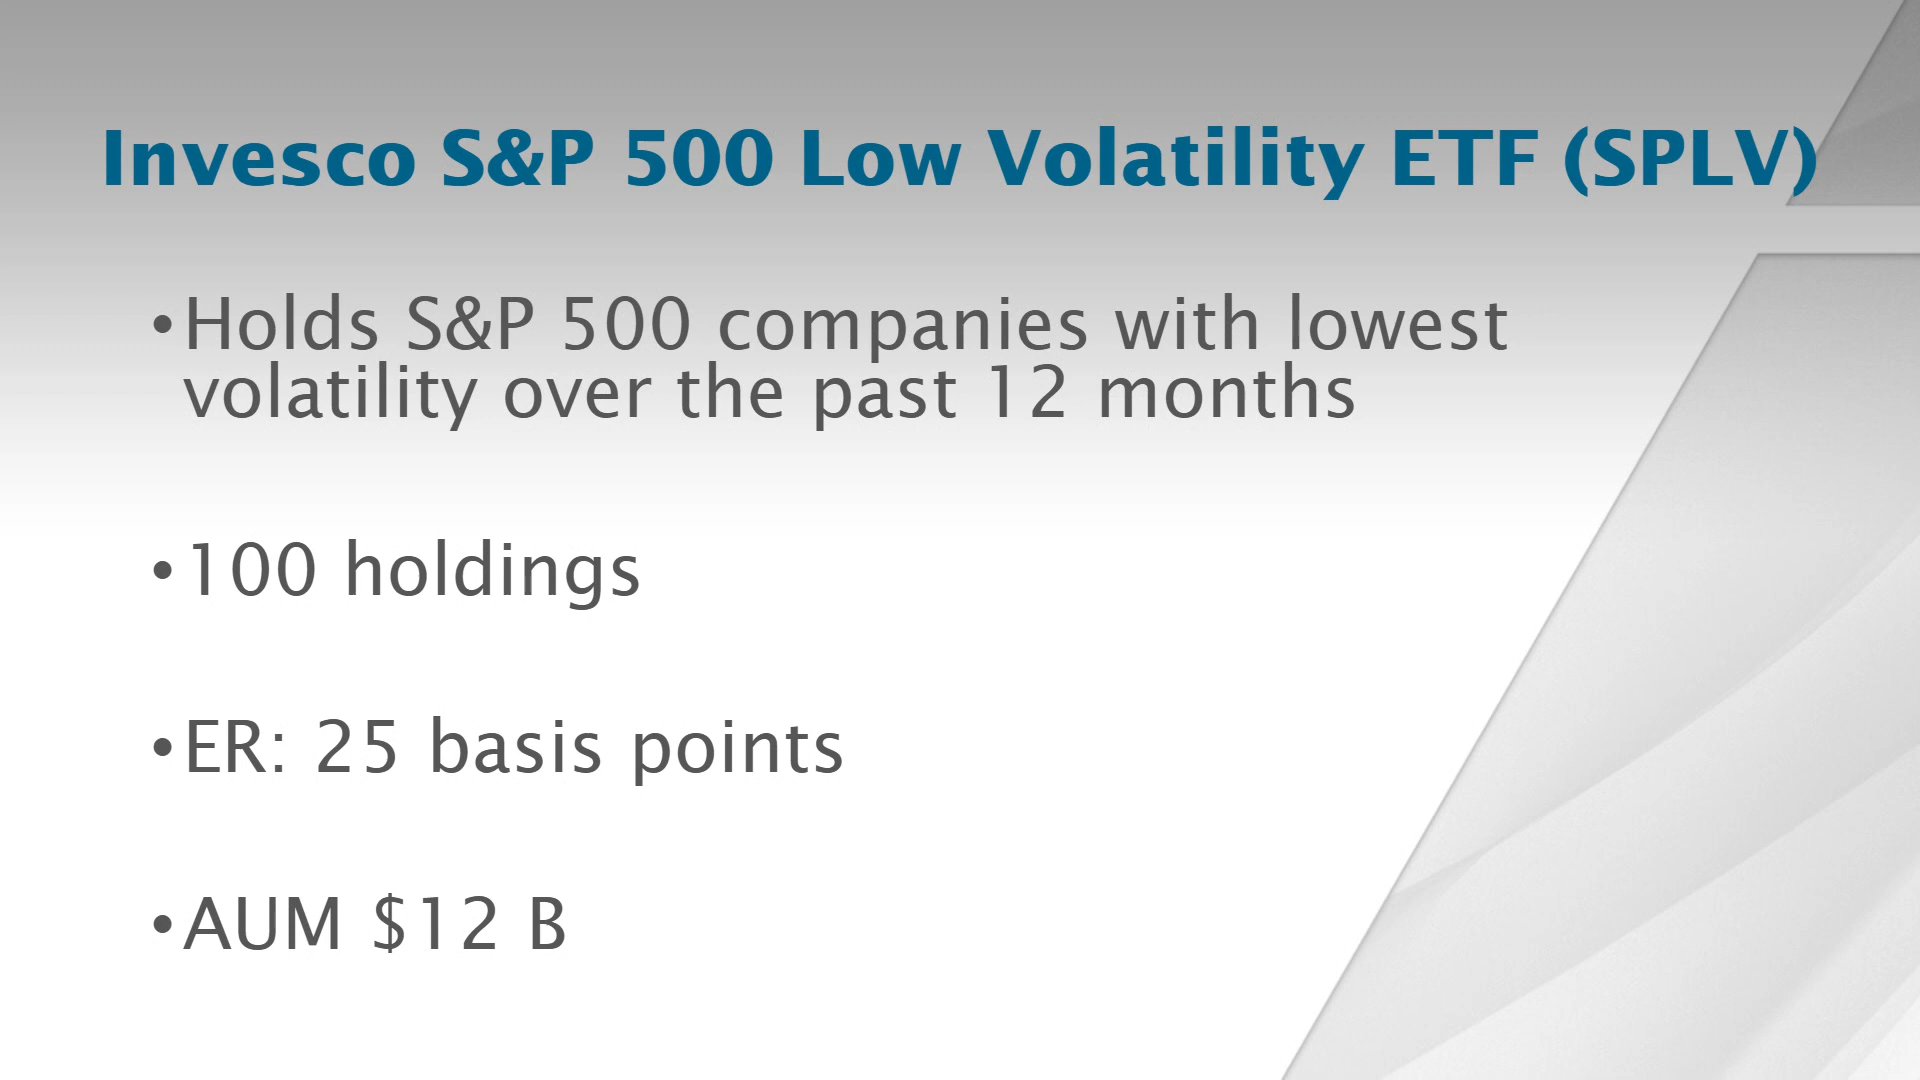 Invesco S&P 500 Low Volatility ETF (SPLV)
•Holds S&P 500 companies with lowest
volatility over the past 12 months
•100 holdings
•ER: 25 basis points
•AUM $12 B